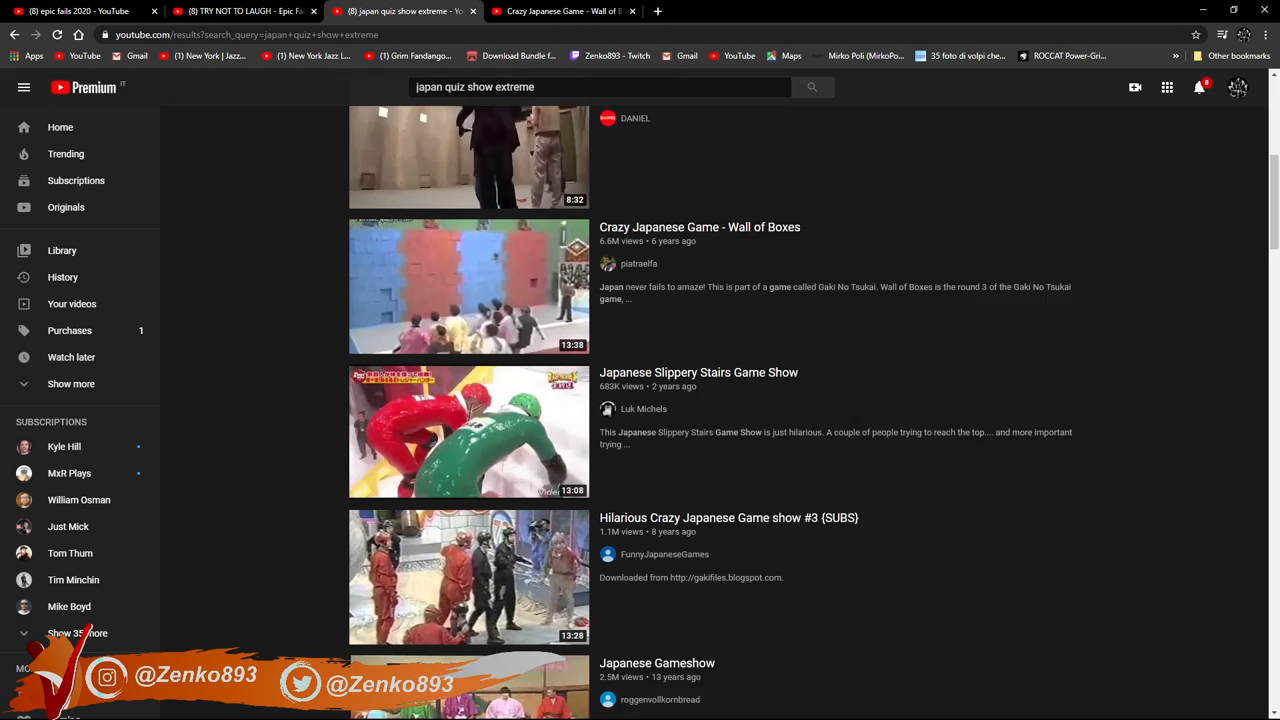 (8) epic fails 2020 - YouTube
(8) TRY NOT TO LAUGH - Epic Fa
(8) japan quiz show extreme - Yo
Crazy Japanese Game - Wall of B
youtube.com/results?search_query=japan+quiz+show+extreme
Apps
YouTube
Gmail
(1) New York | Jazz...
(1) New York Jazz L...
(1) Grim Fandango...
Download Bundle f...
Zenko893 - Twitch
Gmail
YouTube
Maps
Mirko Poli (MirkoPo...
35 foto di volpi che...
ROCCAT Power-Gri...
»
Other bookmarks
Premium IT
japan quiz show extreme
8
Home
Trending
Subscriptions
Originals
Library
History
Your videos
Purchases 1
Watch later
Show more
SUBSCRIPTIONS
Kyle Hill
MxR Plays
William Osman
Just Mick
Tom Thum
Tim Minchin
Mike Boyd
Show 35 more
MO
8:32
DANIEL
DANIEL
13:38
Crazy Japanese Game - Wall of Boxes
6.6M views • 6 years ago
piatraelfa
Japan never fails to amaze! This is part of a game called Gaki No Tsukai. Wall of Boxes is the round 3 of the Gaki No Tsukai
game, ...
13:08
Japanese Slippery Stairs Game Show
683K views • 2 years ago
Luk Michels
This Japanese Slippery Stairs Game Show is just hilarious. A couple of people trying to reach the top.... and more important
trying ...
13:28
Hilarious Crazy Japanese Game show #3 {SUBS}
1.1M views • 8 years ago
FunnyJapaneseGames
Downloaded from http://gakifiles.blogspot.com.
Japanese Gameshow
2.5M views • 13 years ago
roggenvollkornbread
@Zenko893
@Zenko893